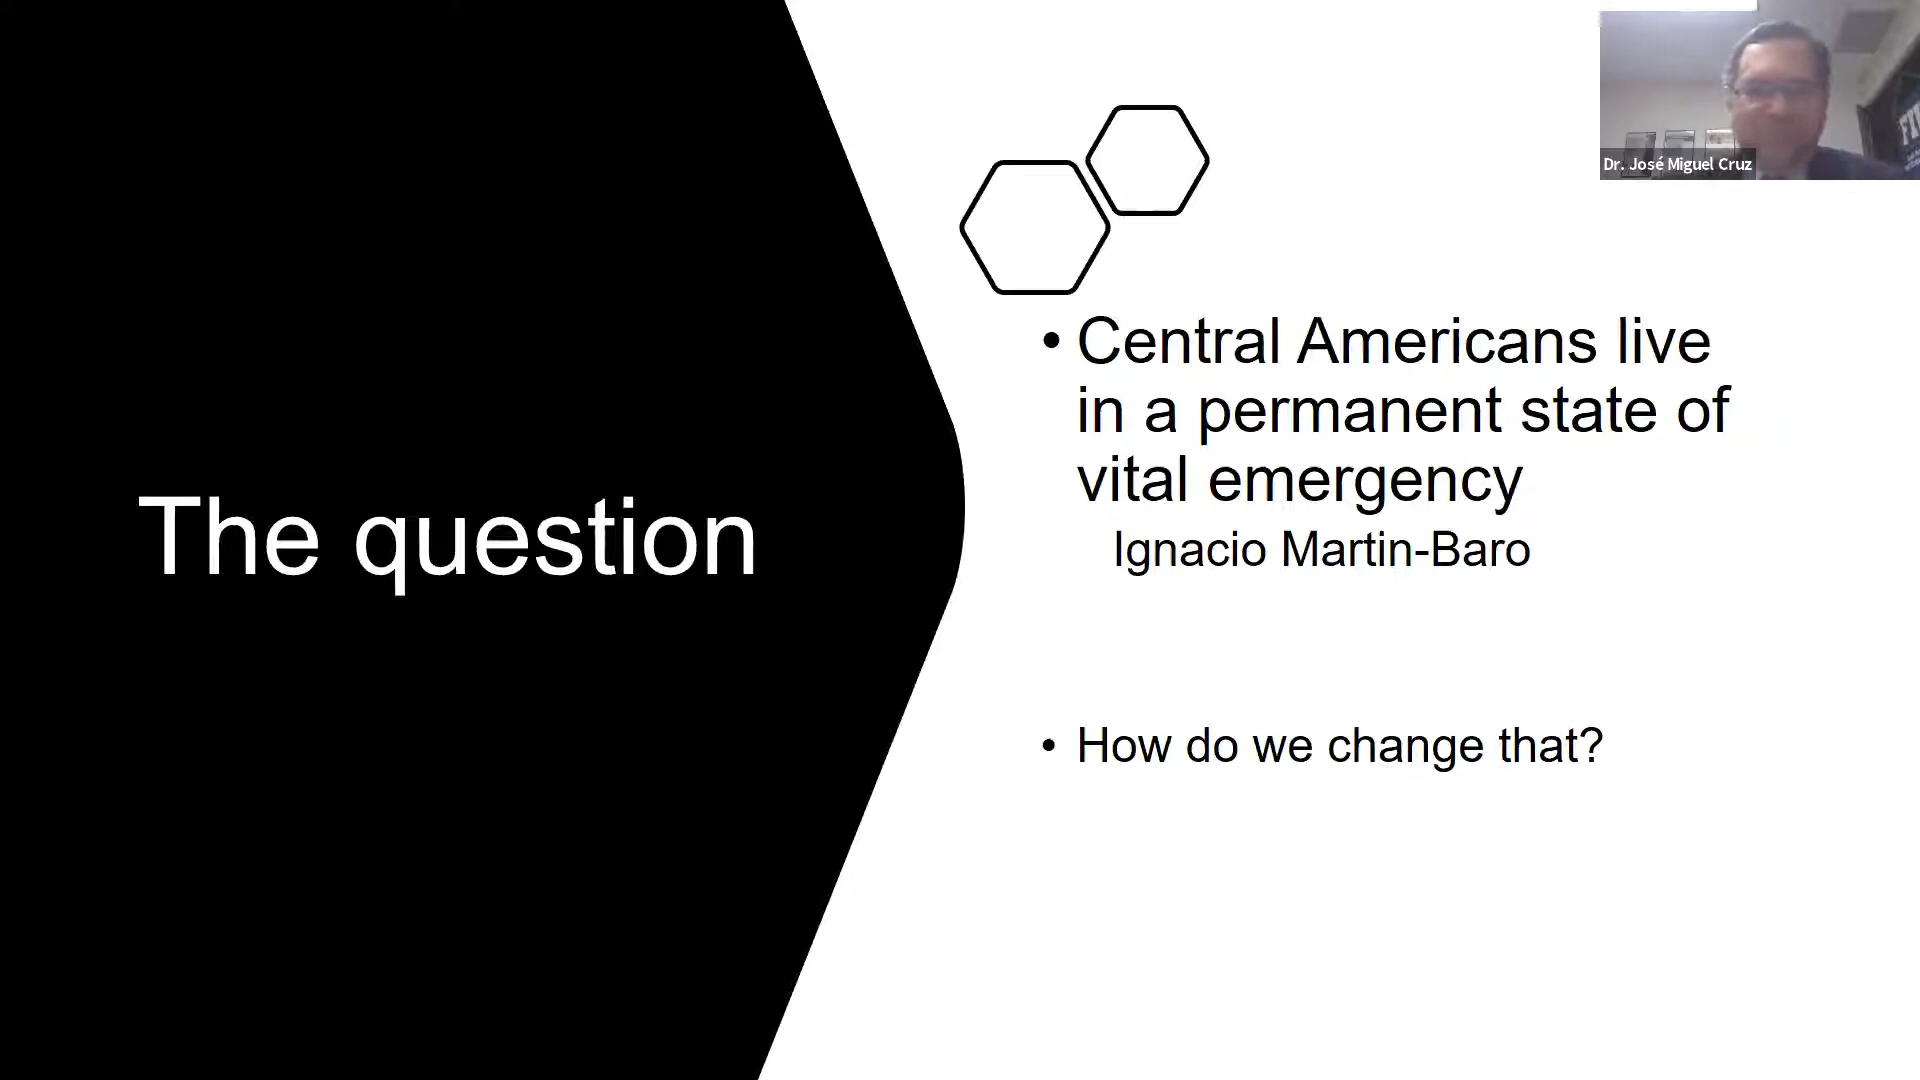 Dr. José Miguel Cruz
The question
• Central Americans live
in a permanent state of
vital emergency
Ignacio Martin-Baro
• How do we change that?